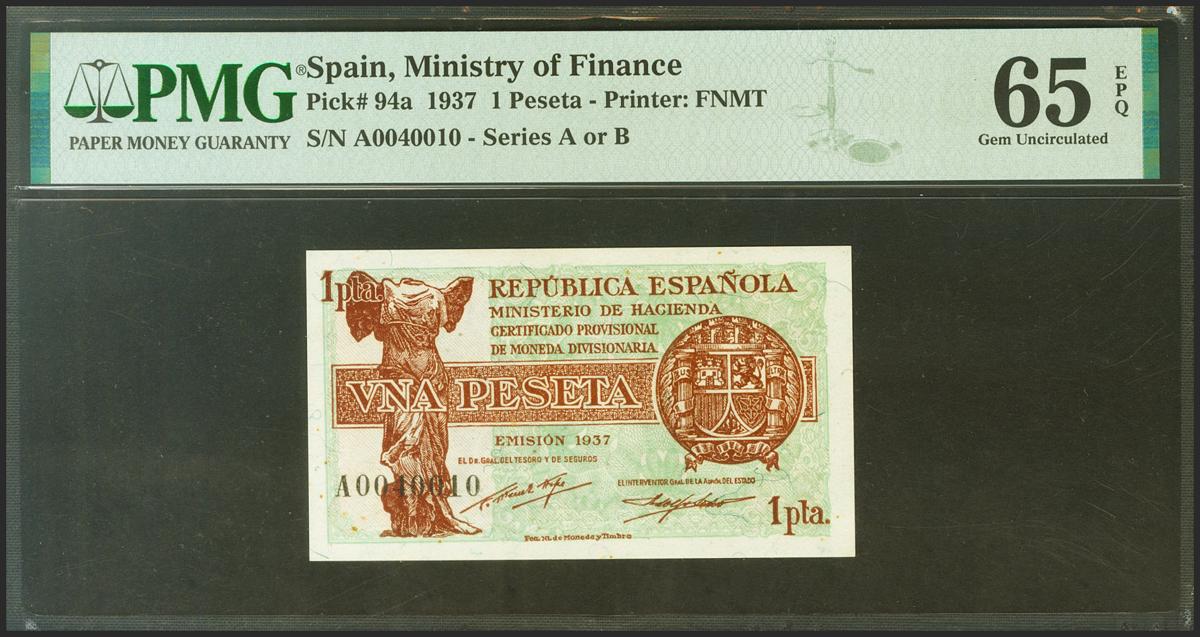 PMG®
PAPER MONEY GUARANTY
Spain, Ministry of Finance
Pick# 94a 1937 1 Peseta - Printer: FNMT
S/N A0040010 - Series A or B
65
EPQ
Gem Uncirculated
1pta.
REPÚBLICA ESPAÑOLA
MINISTERIO DE HACIENDA
CERTIFICADO PROVISIONAL
DE MONEDA DIVISIONARIA
VNA PESETA
EMISIÓN 1937
EL DR. GRAL. DEL TESORO Y DE SEGUROS
A0040010
EL INTERVENTOR GRAL DE LA ADMÓN. DEL ESTADO
1pta.
Fca. Nl. de Moneda y Timbre